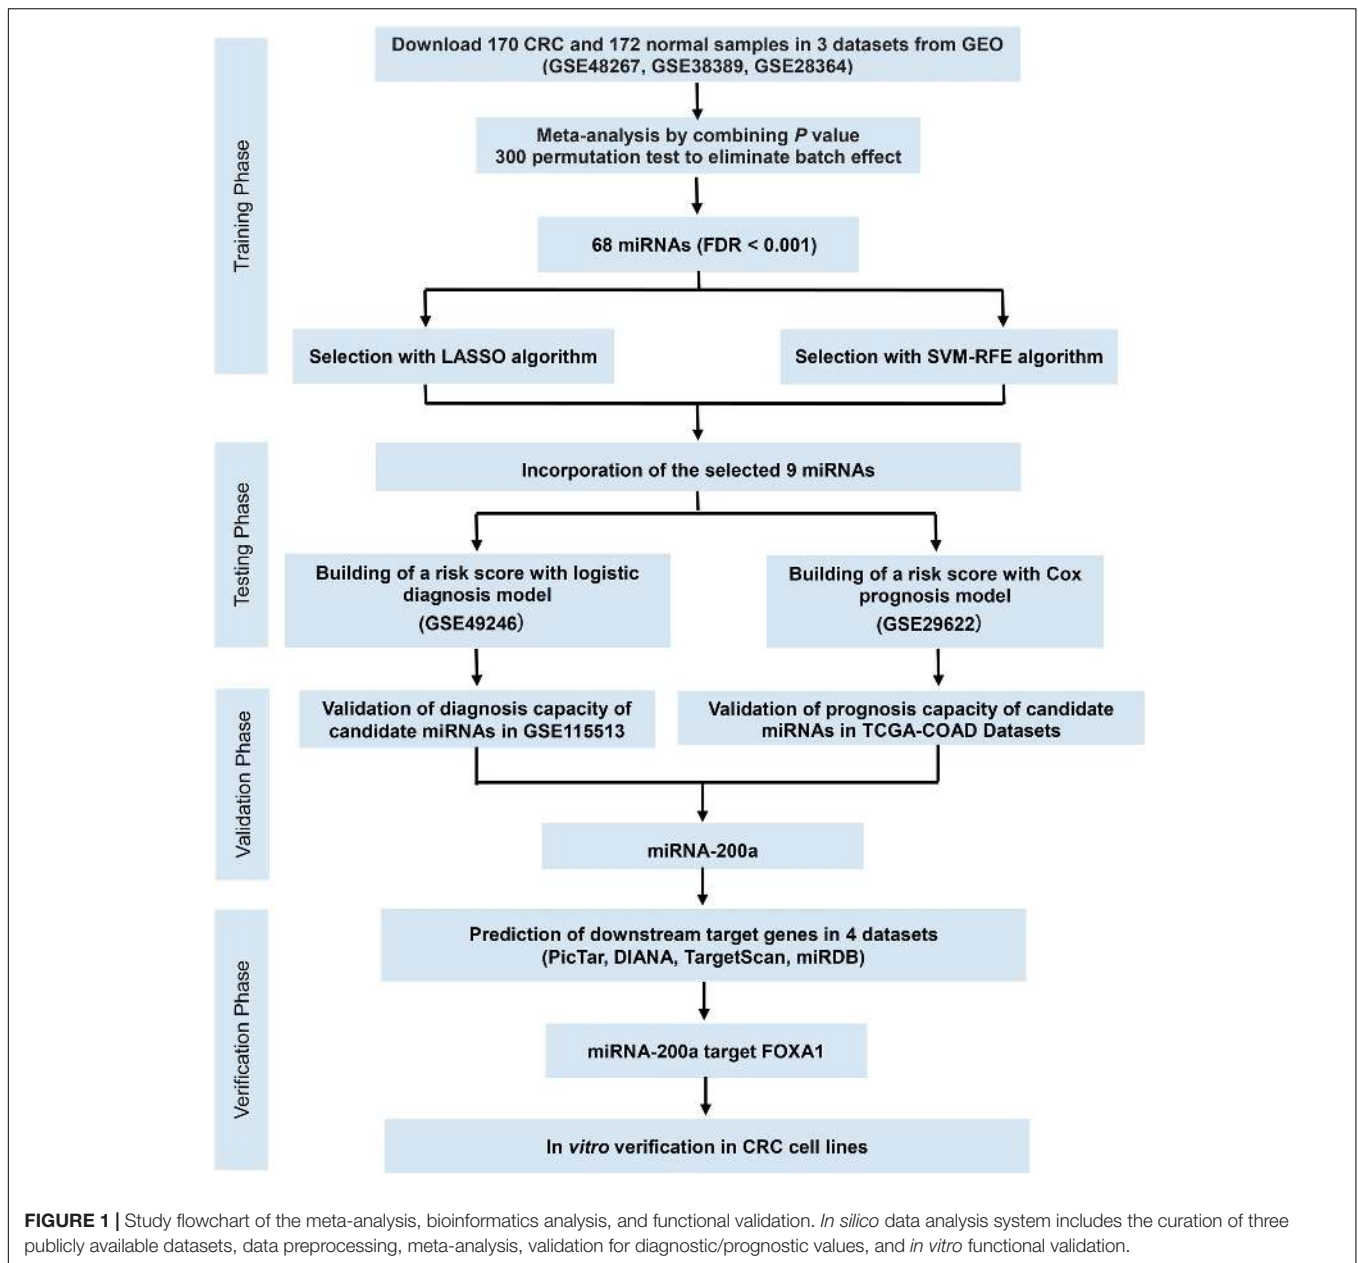 Training Phase
Download 170 CRC and 172 normal samples in 3 datasets from GEO
(GSE48267, GSE38389, GSE28364)
Meta-analysis by combining P value
300 permutation test to eliminate batch effect
68 miRNAs (FDR < 0.001)
Selection with LASSO algorithm
Selection with SVM-RFE algorithm
Testing Phase
Incorporation of the selected 9 miRNAs
Building of a risk score with logistic
diagnosis model
(GSE49246)
Building of a risk score with Cox
prognosis model
(GSE29622)
Validation Phase
Validation of diagnosis capacity of
candidate miRNAs in GSE115513
Validation of prognosis capacity of candidate
miRNAs in TCGA-COAD Datasets
miRNA-200a
Verification Phase
Prediction of downstream target genes in 4 datasets
(PicTar, DIANA, TargetScan, miRDB)
miRNA-200a target FOXA1
In vitro verification in CRC cell lines
FIGURE 1 | Study flowchart of the meta-analysis, bioinformatics analysis, and functional validation. In silico data analysis system includes the curation of three
publicly available datasets, data preprocessing, meta-analysis, validation for diagnostic/prognostic values, and in vitro functional validation.